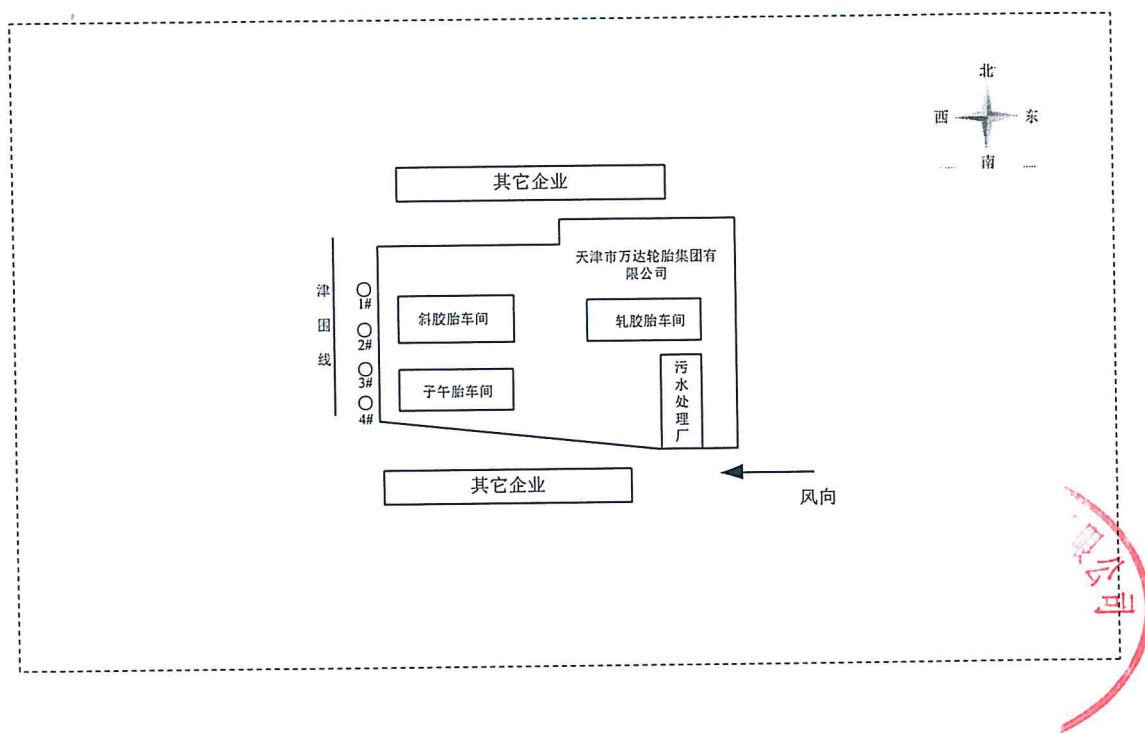 北
西
东
南
其它企业
天津市万达轮胎集团有
限公司
津
围
线
1#
2#
3#
4#
斜胶胎车间
轧胶胎车间
子午胎车间
污
水
处
理
厂
其它企业
风向
公司